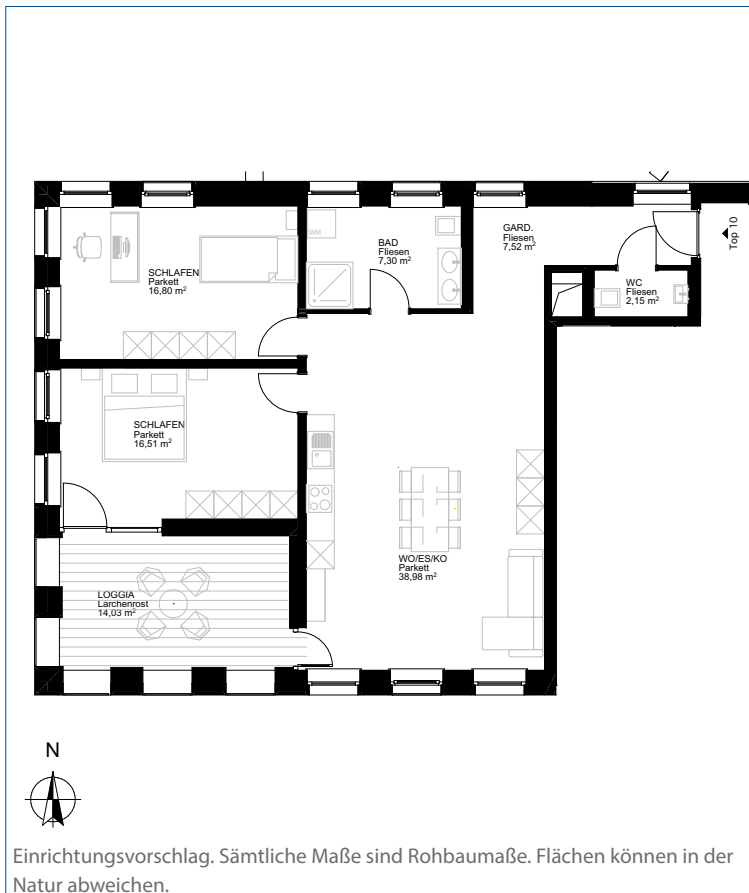 SCHLAFEN
Parkett
16,80 m²
WM
BAD
Fliesen
7,30 m²
GARD.
Fliesen
7,52 m²
WC
Fliesen
2,15 m²
Top 10
SCHLAFEN
Parkett
16,51 m²
WO/ES/KO
Parkett
38,98 m²
LOGGIA
Larchenrost
14,03 m²
N
Einrichtungsvorschlag. Sämtliche Maße sind Rohbaumaße. Flächen können in der
Natur abweichen.